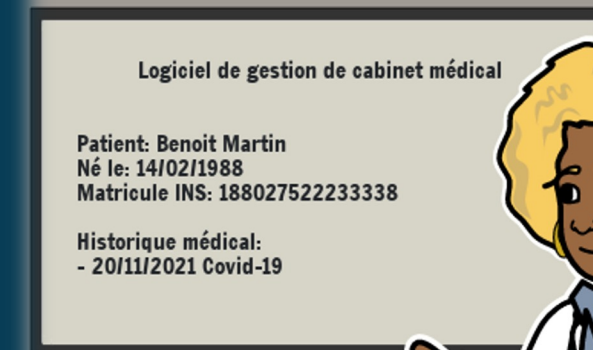 Logiciel de gestion de cabinet médical
Patient: Benoit Martin
Né le: 14/02/1988
Matricule INS: 188027522233338
Historique médical:
- 20/11/2021 Covid-19